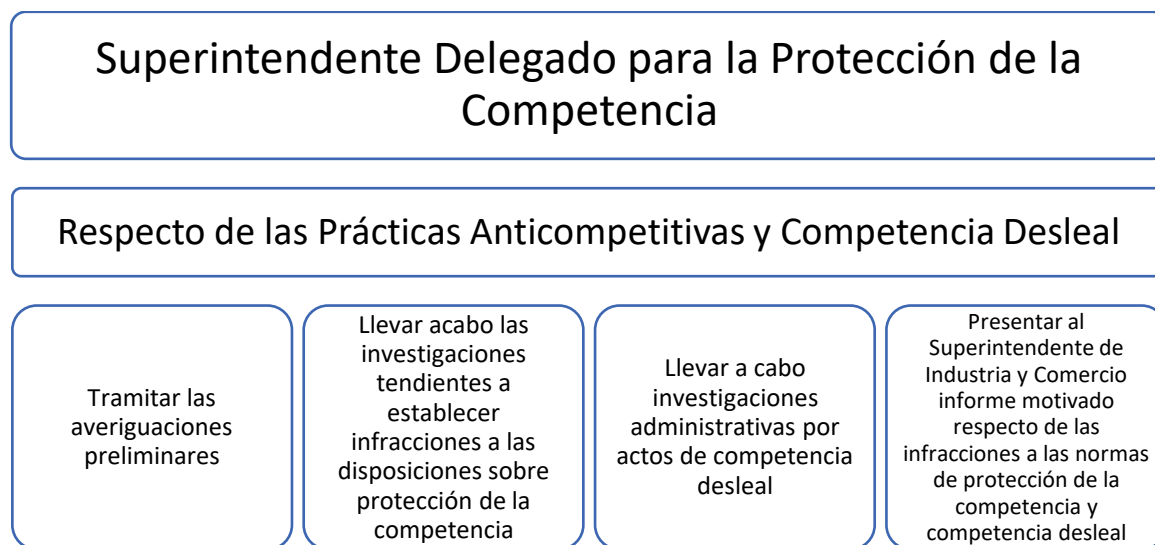 Superintendente Delegado para la Protección de la
Competencia
Respecto de las Prácticas Anticompetitivas y Competencia Desleal
Tramitar las
averiguaciones
preliminares
Llevar acabo las
investigaciones
tendientes a
establecer
infracciones a las
disposiciones sobre
protección de la
competencia
Llevar a cabo
investigaciones
administrativas por
actos de competencia
desleal
Presentar al
Superintendente de
Industria y Comercio
informe motivado
respecto de las
infracciones a las normas
de protección de la
competencia y
competencia desleal